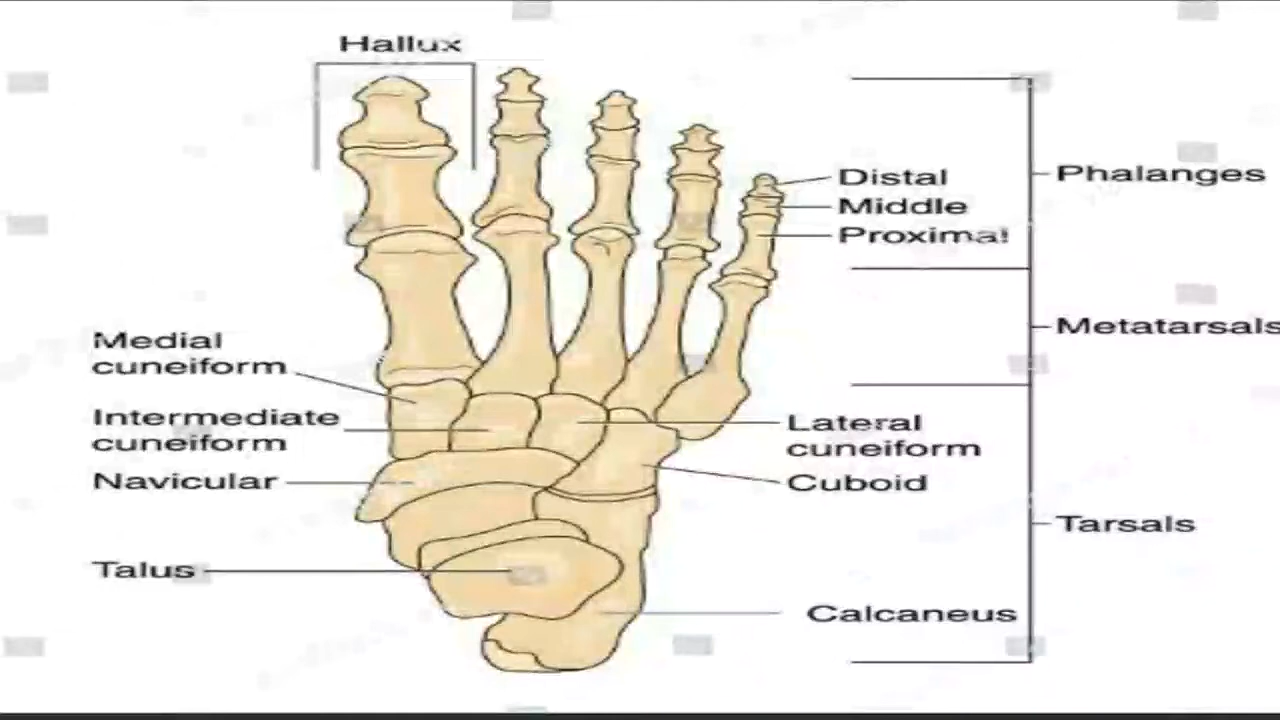 Hallux
Distal
Middle
Proximal
Phalanges
Metatarsals
Medial
cuneiform
Intermediate
cuneiform
Navicular
Talus
Lateral
cuneiform
Cuboid
Tarsals
Calcaneus